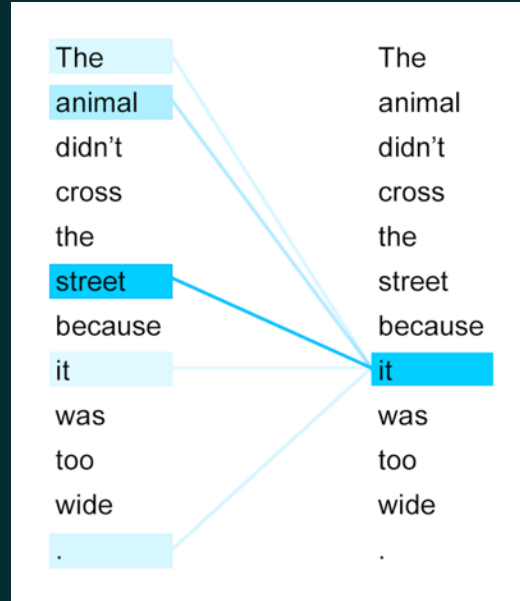 The The
animal animal
didn't didn't
cross cross
the the
street street
because because
it it
was was
too too
wide wide
. .